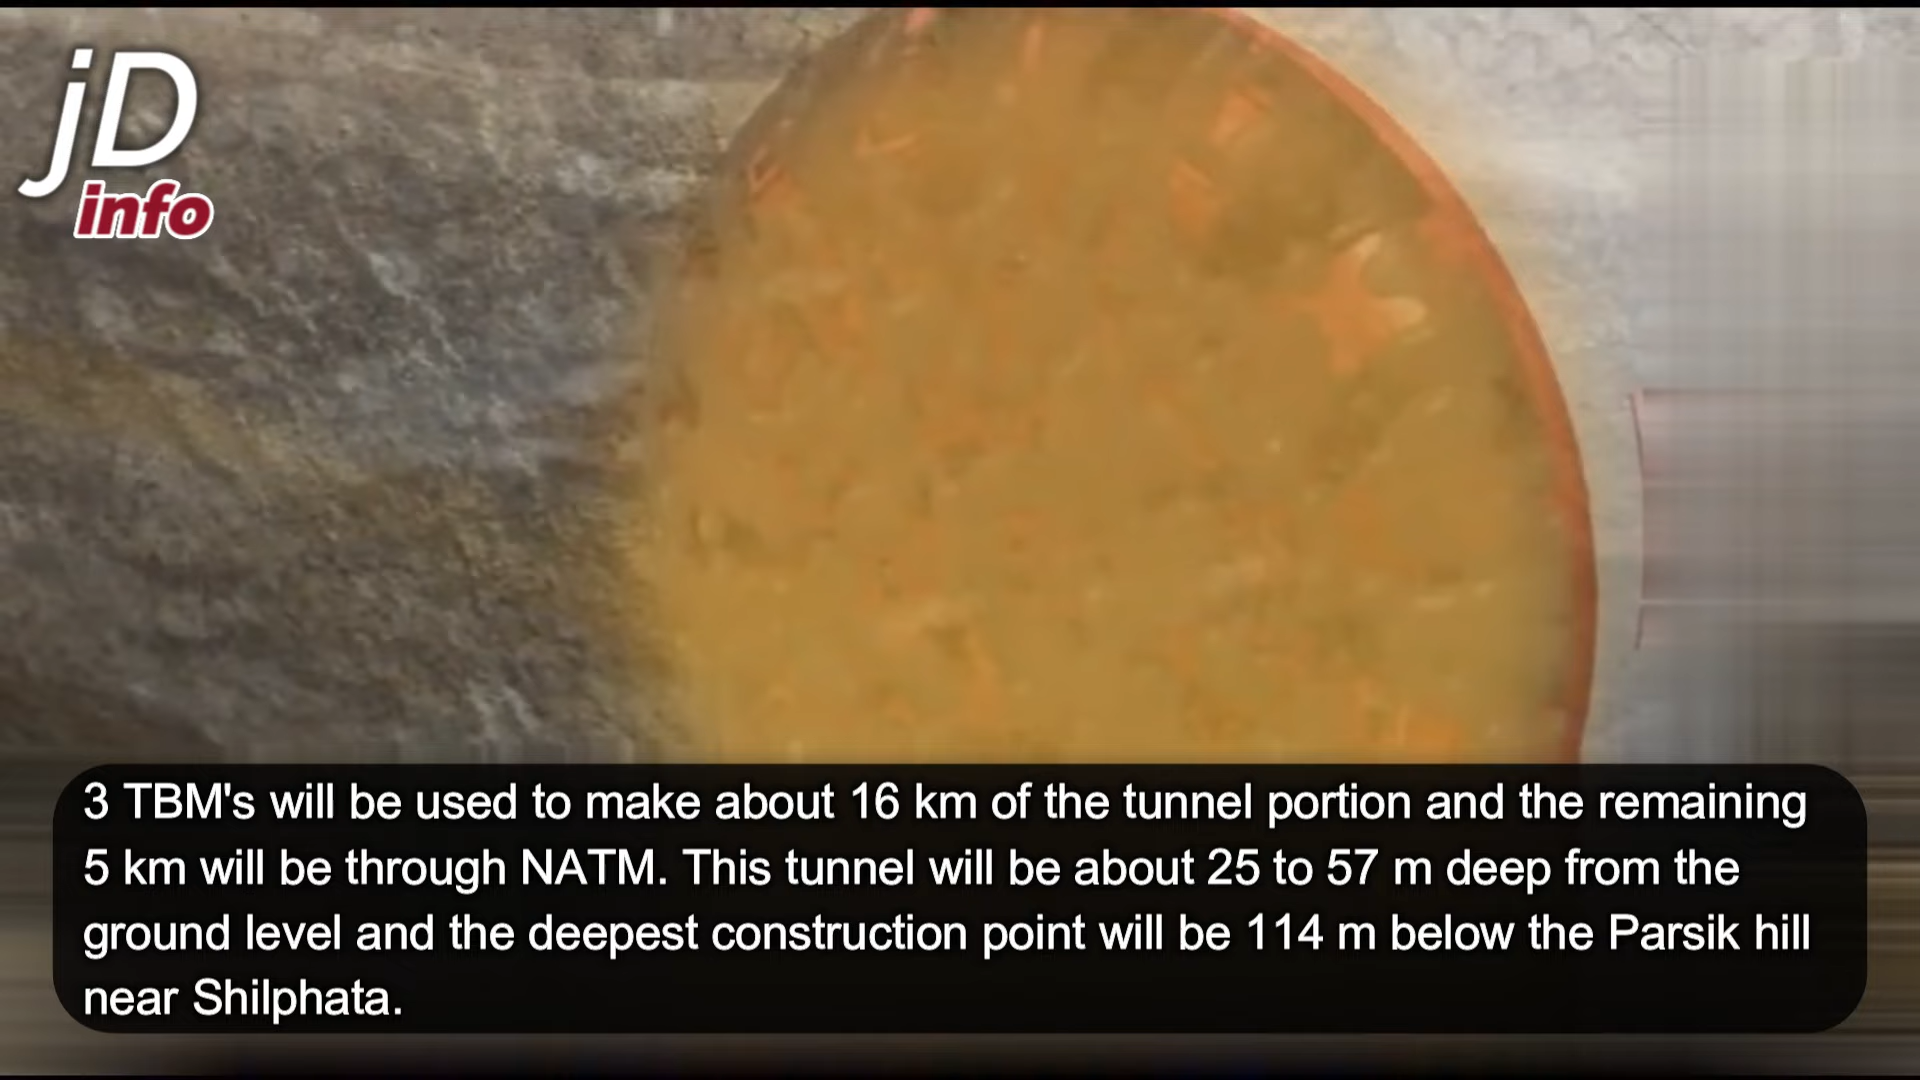 jD
info
3 TBM's will be used to make about 16 km of the tunnel portion and the remaining
5 km will be through NATM. This tunnel will be about 25 to 57 m deep from the
ground level and the deepest construction point will be 114 m below the Parsik hill
near Shilphata.